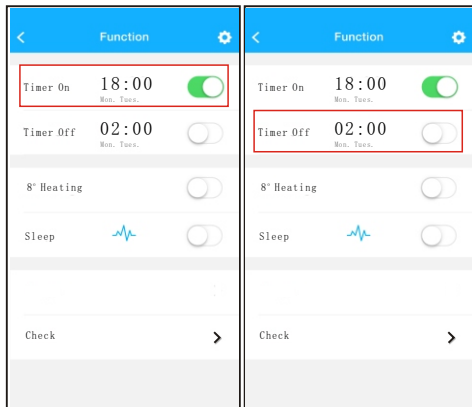 Function
Timer On 18:00
Mon. Tues.
Timer Off 02:00
Mon. Tues.
8° Heating
Sleep
Check
Function
Timer On 18:00
Mon. Tues.
Timer Off 02:00
Mon. Tues.
8° Heating
Sleep
Check